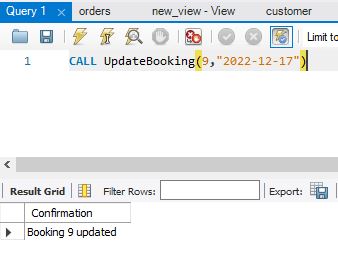 Query 1 orders new_view - View customer
Limit to
1 CALL UpdateBooking(9,"2022-12-17")
Result Grid Filter Rows: Export:
Confirmation
Booking 9 updated